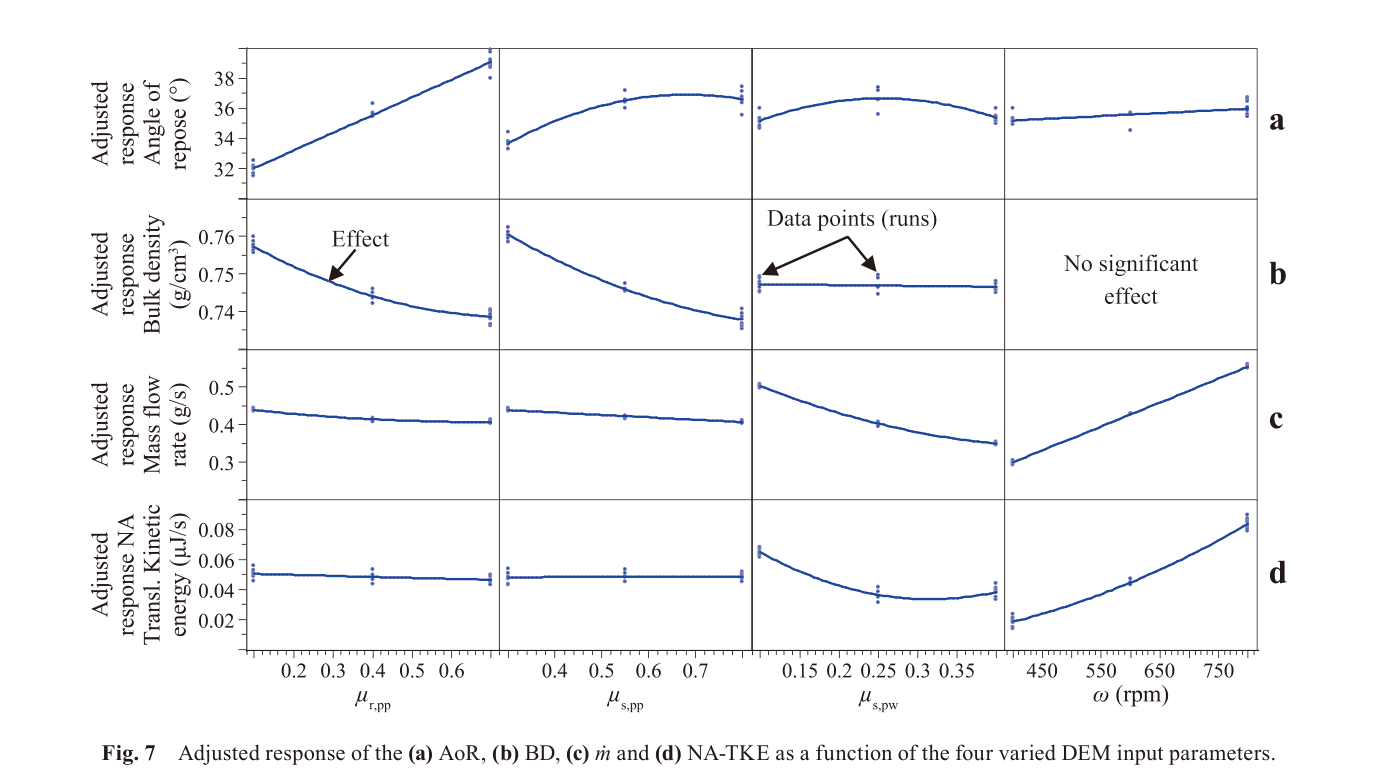 Adjusted
response
Angle of
repose (°)
38
36
34
32
a
Adjusted
response
Bulk density
(g/cm³)
0.76
0.75
0.74
Effect
Data points (runs)
No significant
effect
b
Adjusted
response
Mass flow
rate (g/s)
0.5
0.4
0.3
c
Adjusted
response NA
Transl. Kinetic
energy (μJ/s)
0.08
0.06
0.04
0.02
d
0.2 0.3 0.4 0.5 0.6
0.4 0.5 0.6 0.7
0.15 0.2 0.25 0.3 0.35
450 550 650 750
μr,pp
μs,pp
μs,pw
ω (rpm)
Fig. 7 Adjusted response of the (a) AoR, (b) BD, (c) ṁ and (d) NA-TKE as a function of the four varied DEM input parameters.